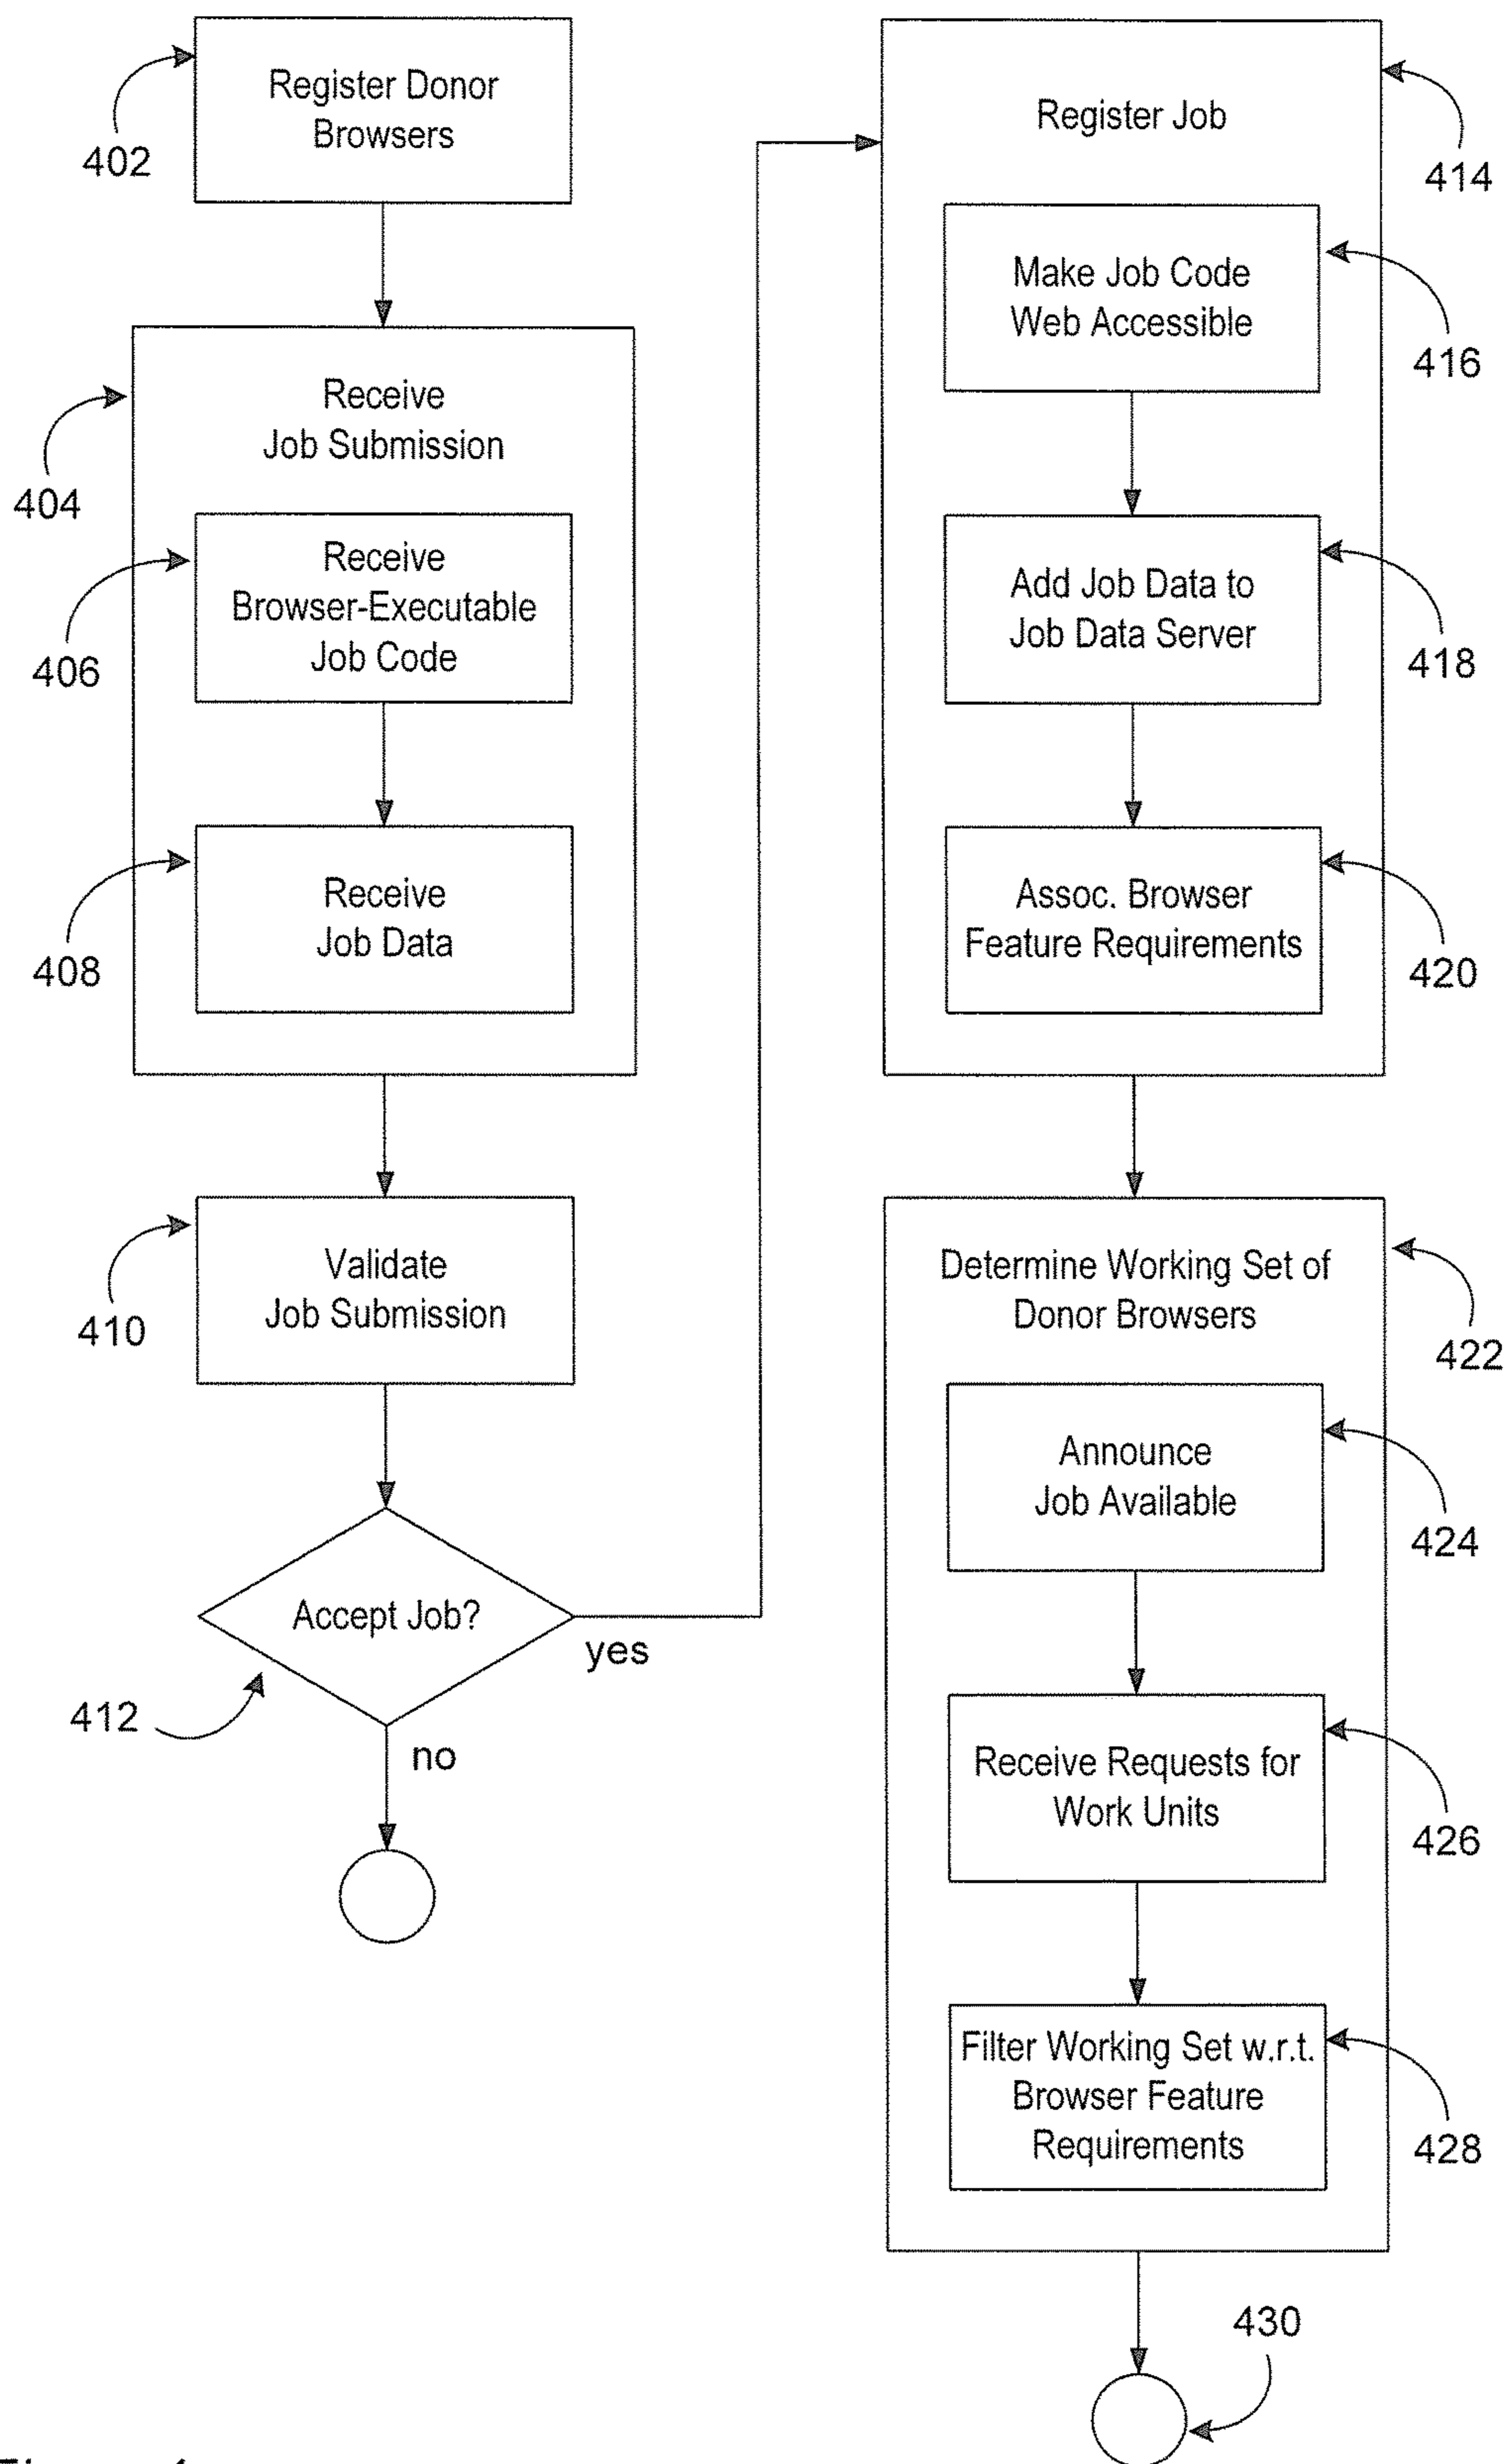 Register Donor
Browsers
402
Receive
Job Submission
404
Receive
Browser-Executable
Job Code
406
Receive
Job Data
408
Validate
Job Submission
410
Accept Job?
yes
412
no
Register Job
414
Make Job Code
Web Accessible
416
Add Job Data to
Job Data Server
418
Assoc. Browser
Feature Requirements
420
Determine Working Set of
Donor Browsers
422
Announce
Job Available
424
Receive Requests for
Work Units
426
Filter Working Set w.r.t.
Browser Feature
Requirements
428
430